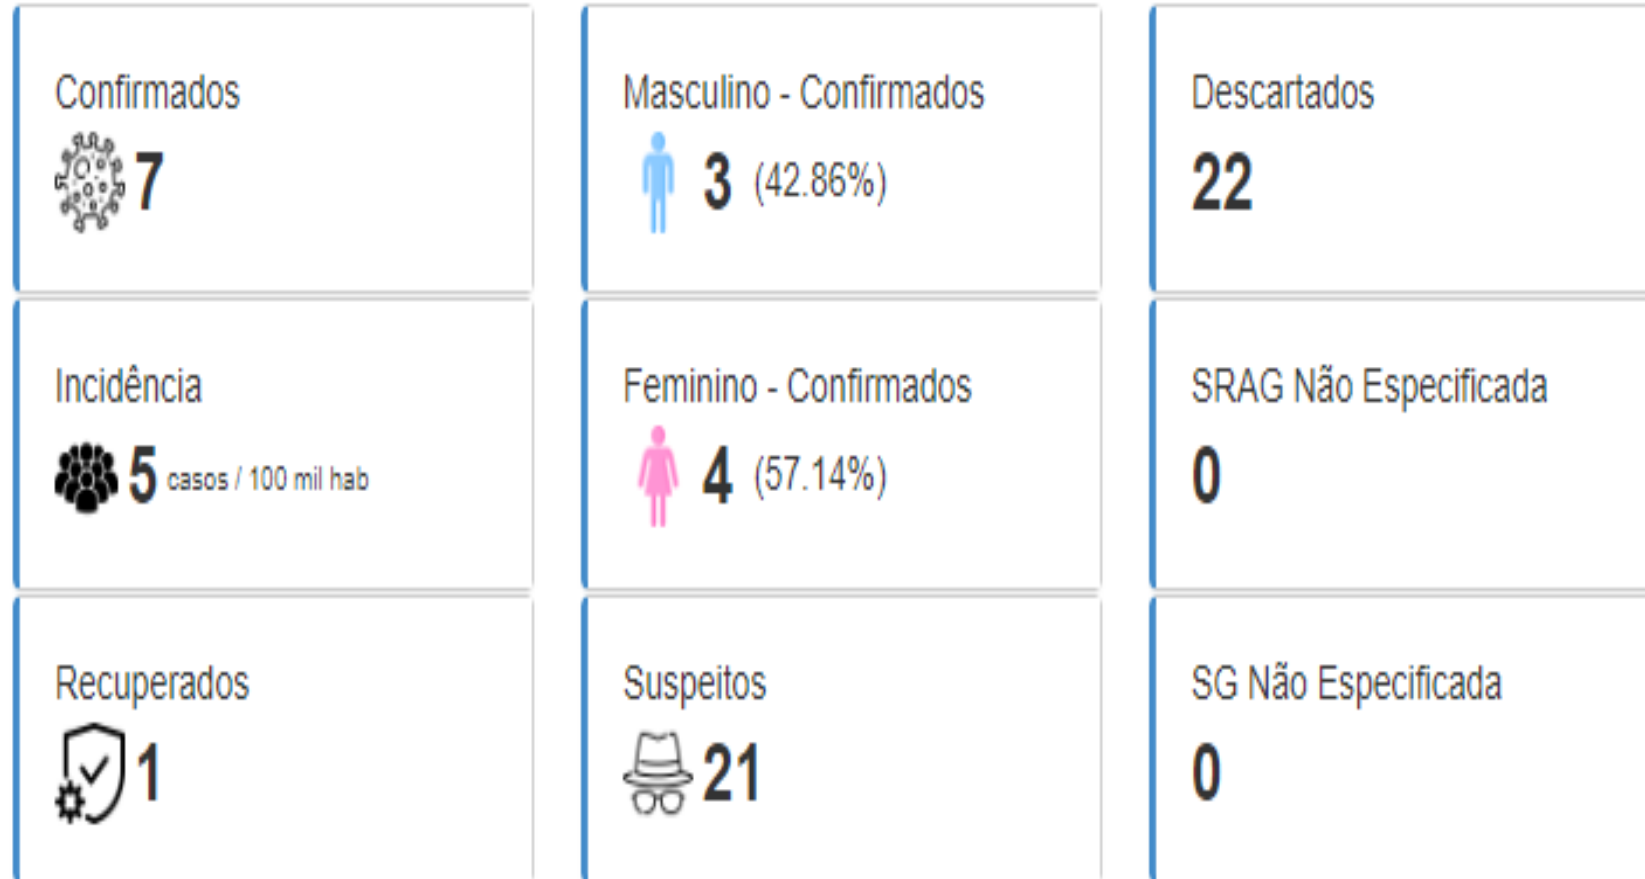 Confirmados
7
Masculino - Confirmados
3 (42.86%)
Descartados
22
Incidência
5 casos / 100 mil hab
Feminino - Confirmados
4 (57.14%)
SRAG Não Especificada
0
Recuperados
1
Suspeitos
21
SG Não Especificada
0